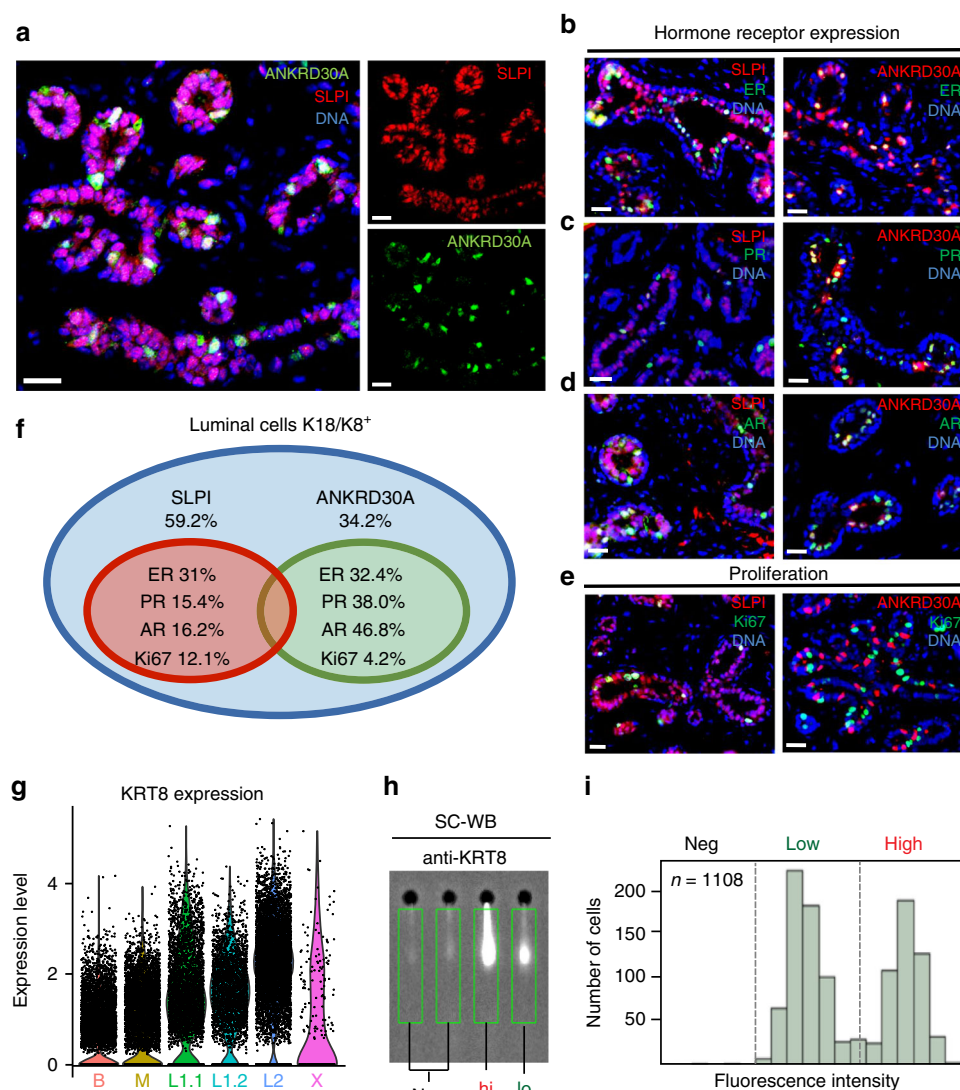 a
ANKRD30A
SLPI
DNA
SLPI
ANKRD30A
b
Hormone receptor expression
SLPI
ER
DNA
ANKRD30A
ER
DNA
c
SLPI
PR
DNA
ANKRD30A
PR
DNA
d
SLPI
AR
DNA
ANKRD30A
AR
DNA
e
Proliferation
SLPI
Ki67
DNA
ANKRD30A
Ki67
DNA
f
Luminal cells K18/K8+
SLPI
59.2%
ANKRD30A
34.2%
ER 31%
PR 15.4%
AR 16.2%
Ki67 12.1%
ER 32.4%
PR 38.0%
AR 46.8%
Ki67 4.2%
g
KRT8 expression
Expression level
4
2
0
B M L1.1 L1.2 L2 X
h
SC-WB
anti-KRT8
hi
lo
i
Neg Low High
n = 1108
Number of cells
200
150
100
50
Fluorescence intensity